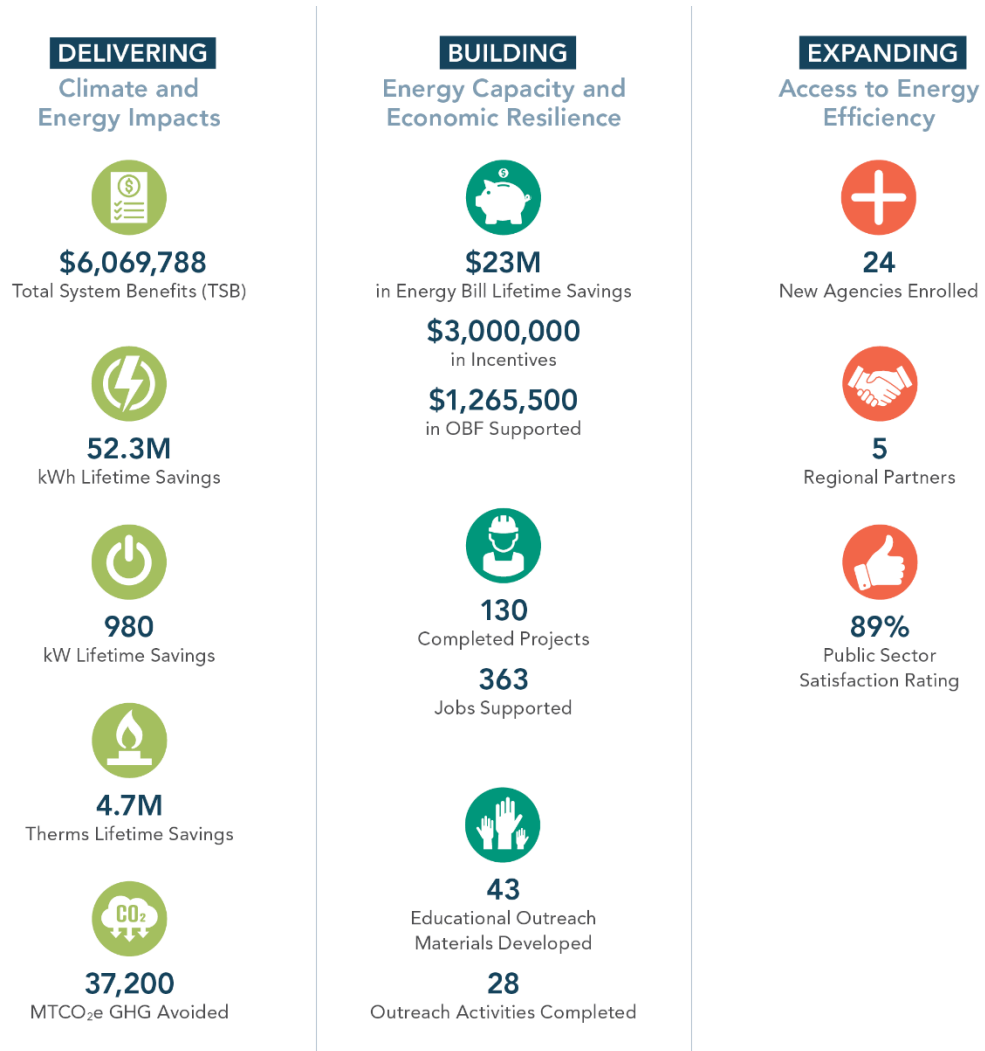 DELIVERING
Climate and
Energy Impacts
$
$6,069,788
Total System Benefits (TSB)
52.3M
kWh Lifetime Savings
980
kW Lifetime Savings
4.7M
Therms Lifetime Savings
CO₂
37,200
MTCO₂e GHG Avoided
BUILDING
Energy Capacity and
Economic Resilience
$
$23M
in Energy Bill Lifetime Savings
$3,000,000
in Incentives
$1,265,500
in OBF Supported
130
Completed Projects
363
Jobs Supported
43
Educational Outreach
Materials Developed
28
Outreach Activities Completed
EXPANDING
Access to Energy
Efficiency
24
New Agencies Enrolled
5
Regional Partners
89%
Public Sector
Satisfaction Rating